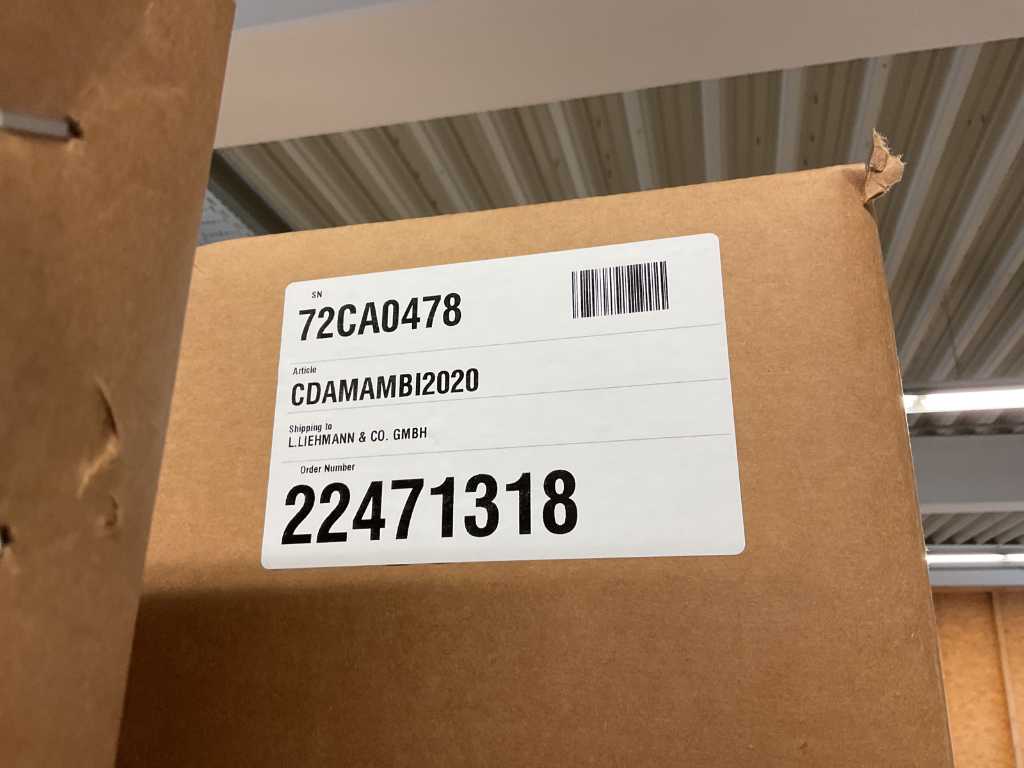 SN
72CA0478
Article
CDAMAMBI2020
Shipping to
L.LIEHMANN & CO. GMBH
Order Number
22471318